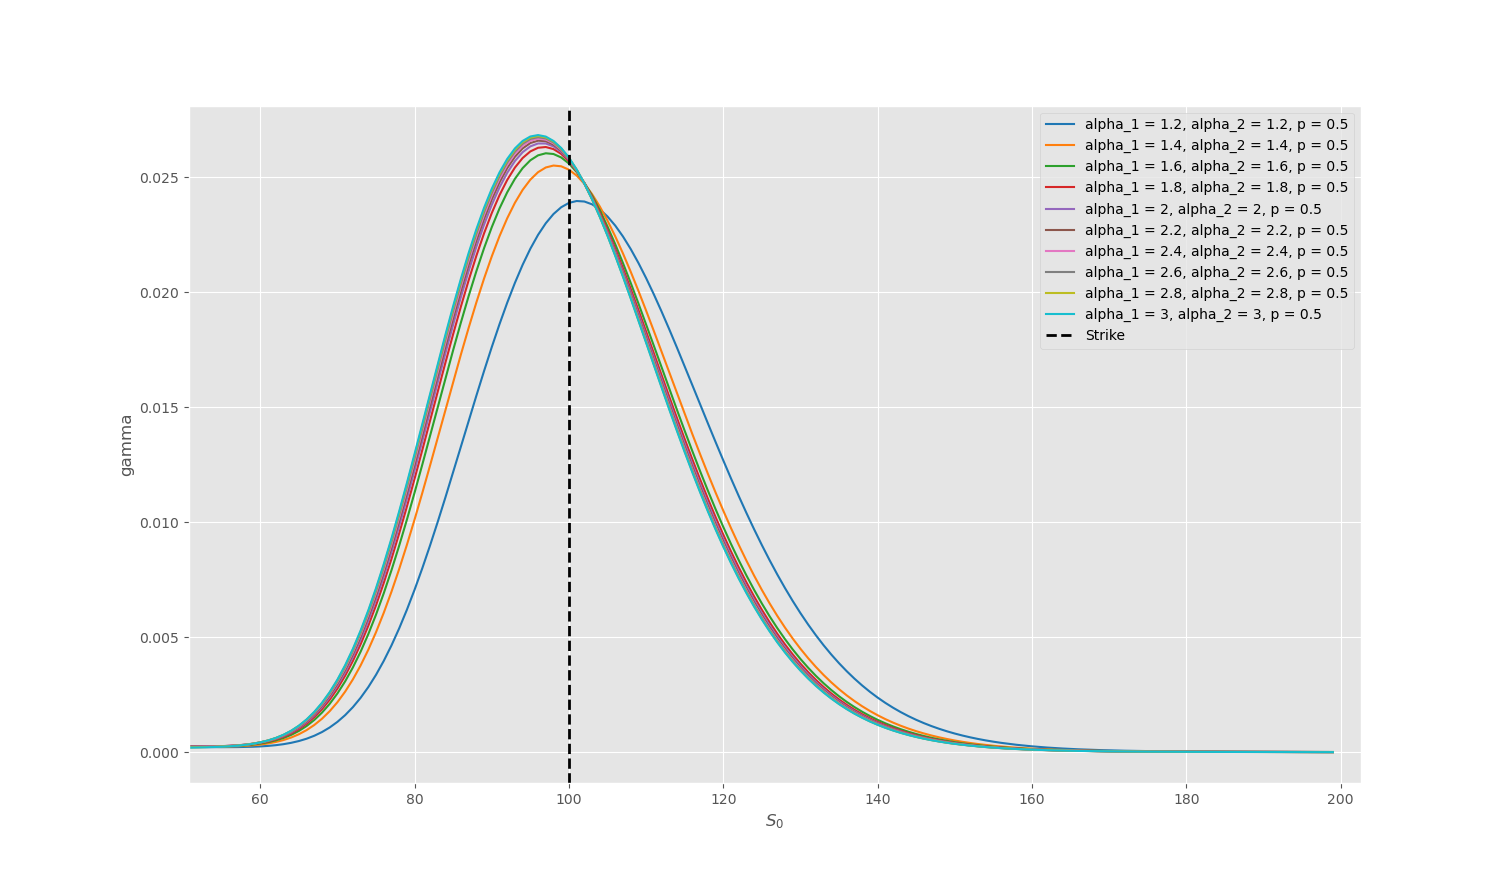 alpha_1 = 1.2, alpha_2 = 1.2, p = 0.5
alpha_1 = 1.4, alpha_2 = 1.4, p = 0.5
alpha_1 = 1.6, alpha_2 = 1.6, p = 0.5
alpha_1 = 1.8, alpha_2 = 1.8, p = 0.5
alpha_1 = 2, alpha_2 = 2, p = 0.5
alpha_1 = 2.2, alpha_2 = 2.2, p = 0.5
alpha_1 = 2.4, alpha_2 = 2.4, p = 0.5
alpha_1 = 2.6, alpha_2 = 2.6, p = 0.5
alpha_1 = 2.8, alpha_2 = 2.8, p = 0.5
alpha_1 = 3, alpha_2 = 3, p = 0.5
Strike
gamma
0.025
0.020
0.015
0.010
0.005
0.000
60 80 100 120 140 160 180 200
S₀